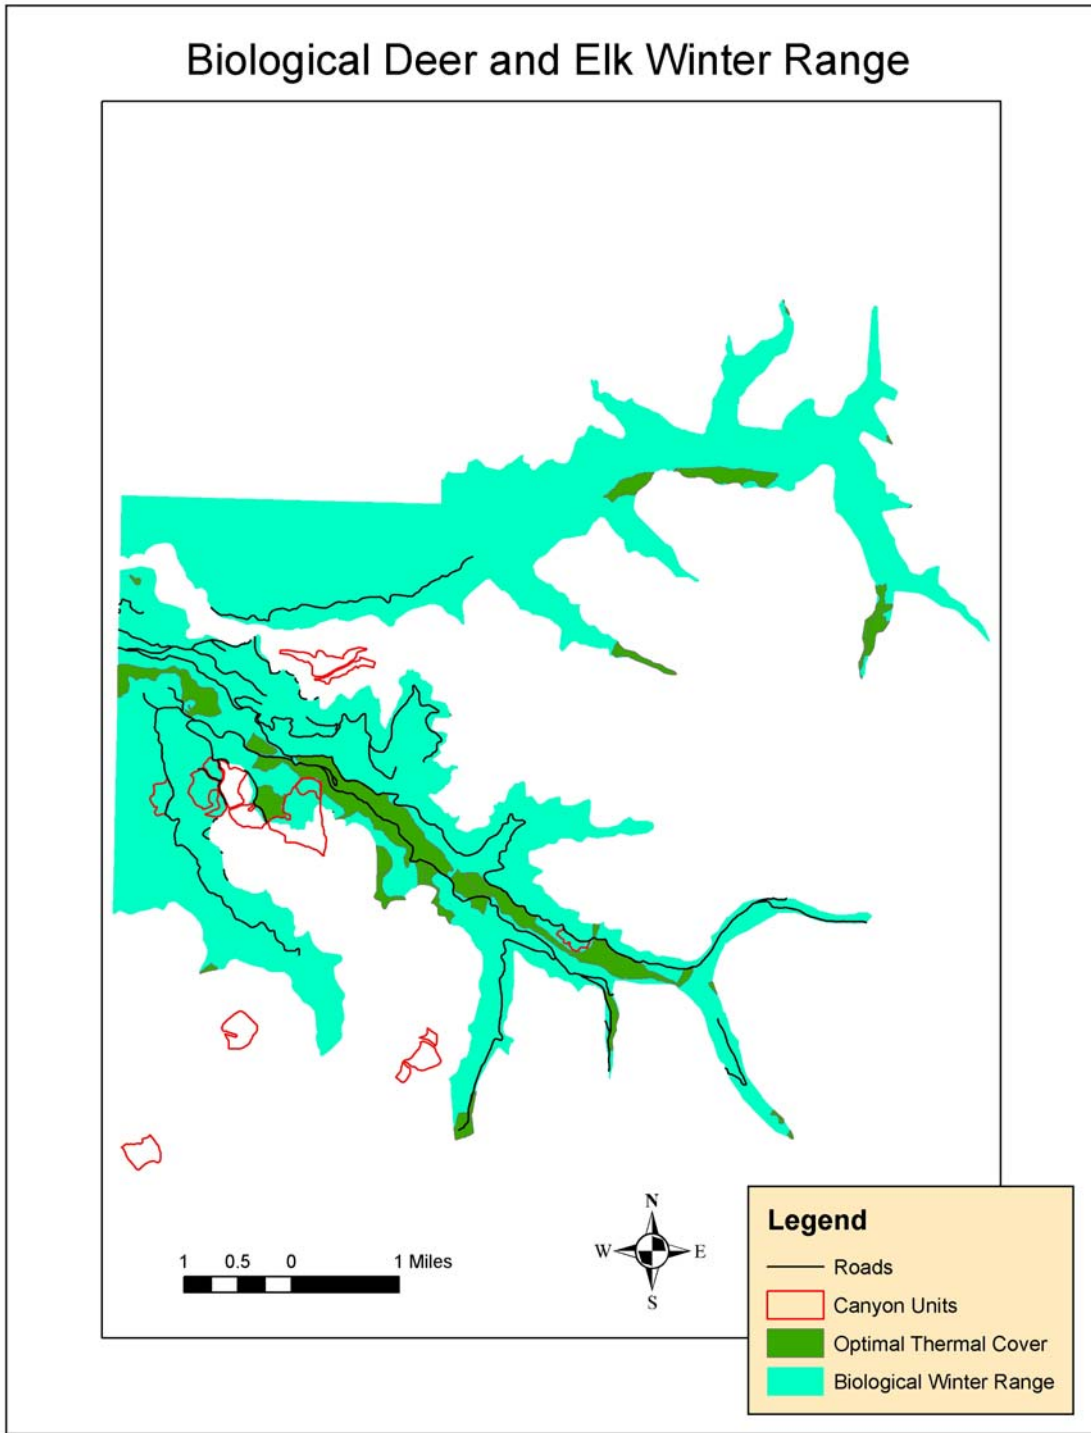 Biological Deer and Elk Winter Range
N
W E
S
1 0.5 0 1 Miles
Legend
Roads
Canyon Units
Optimal Thermal Cover
Biological Winter Range